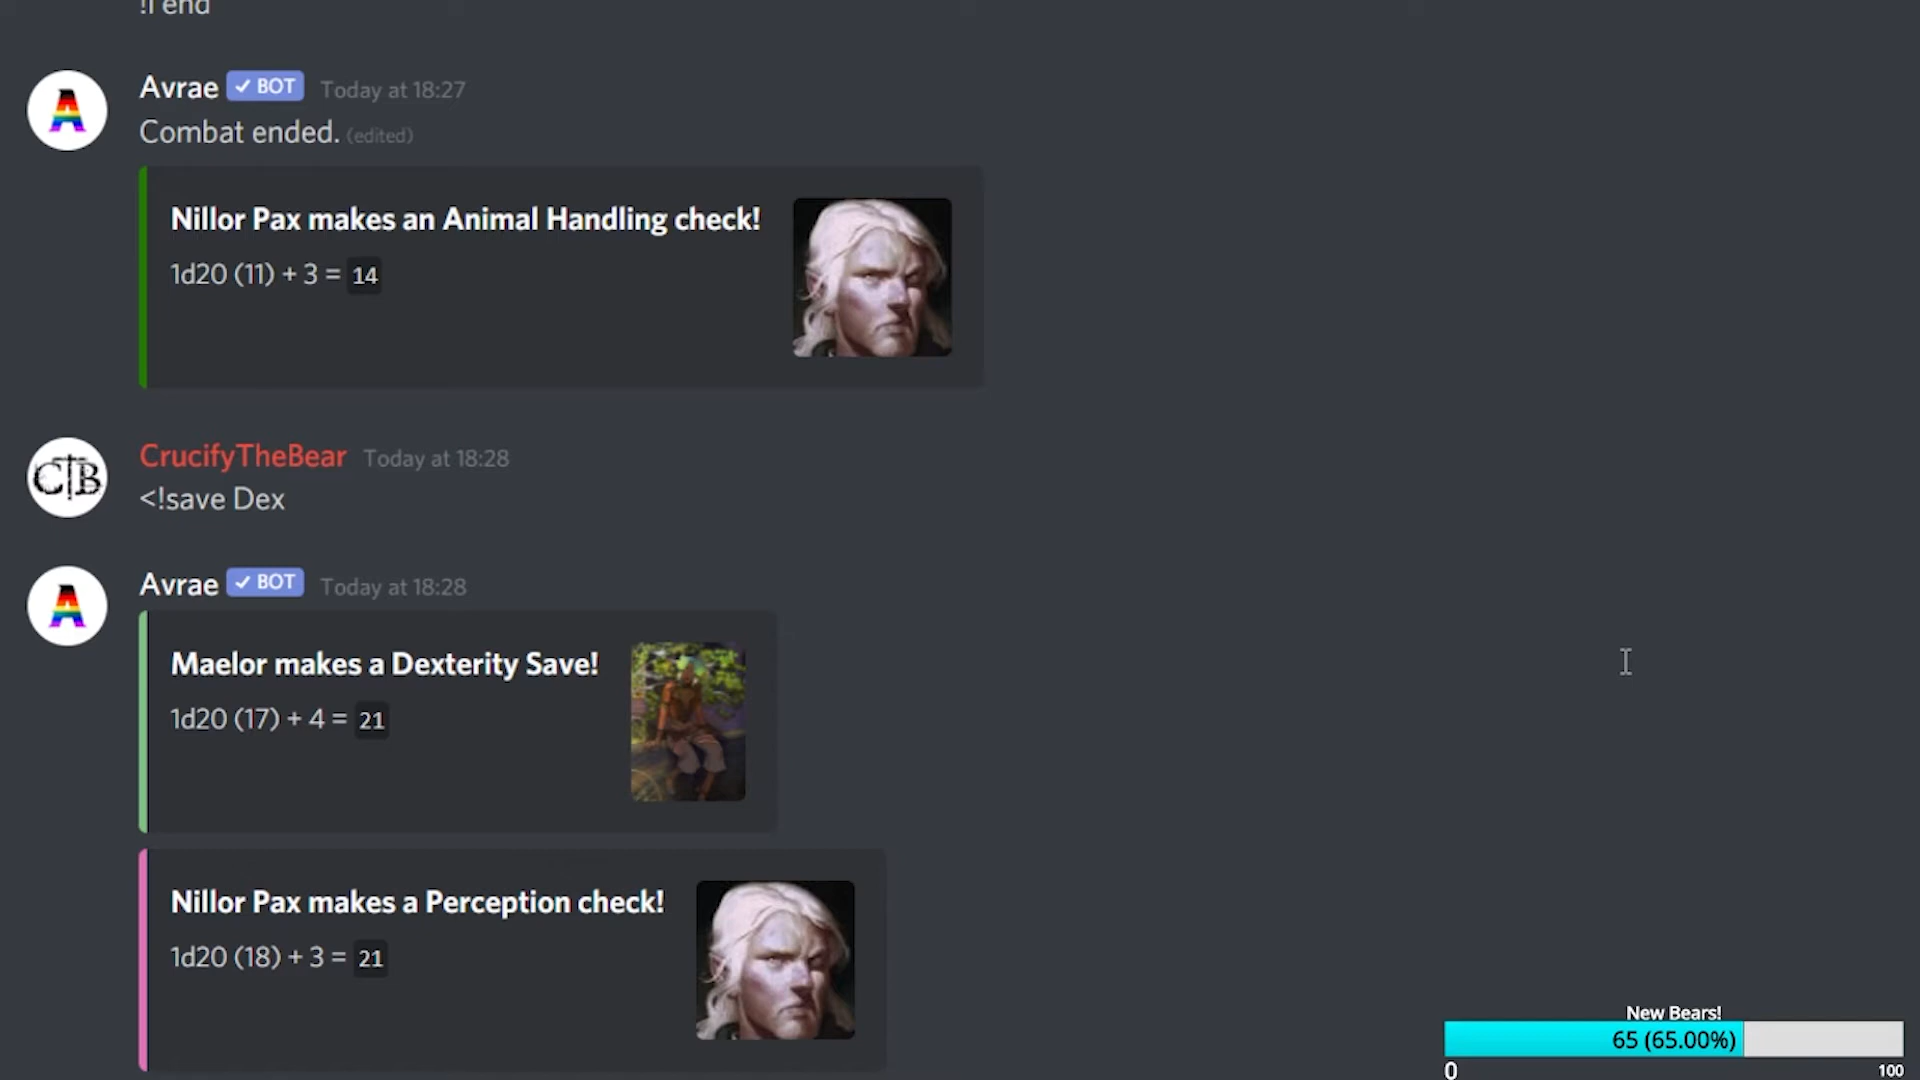 !i end
Avrae ✓ BOT Today at 18:27
Combat ended. (edited)
Nillor Pax makes an Animal Handling check!
1d20 (11) + 3 = 14
CTB
CrucifyTheBear Today at 18:28
<!save Dex
Avrae ✓ BOT Today at 18:28
Maelor makes a Dexterity Save!
1d20 (17) + 4 = 21
Nillor Pax makes a Perception check!
1d20 (18) + 3 = 21
New Bears!
65 (65.00%)
0 100